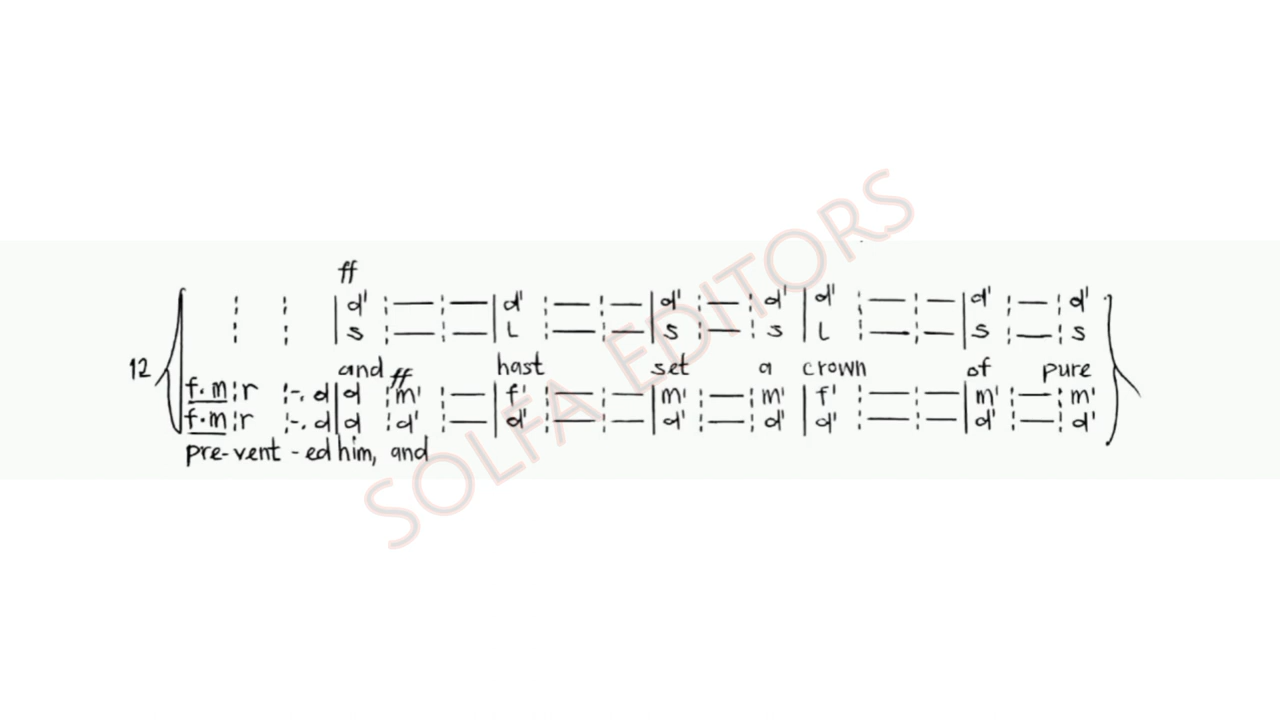 ff
: : | d' : — : — | d' : — : — | d' : — : d' | d' : — : — | d' : — : d'
: : | s : — : — | L : — : — | s : — : s | L : — : — | s : — : s
12 and ff hast set a crown of pure
f.m : r :-. d | d : m' : — | f' : — : — | m' : — : m' | f' : — : — | m' : — : m'
f.m : r :-. d | d : d' : — | d' : — : — | d' : — : d' | d' : — : — | d' : — : d'
pre-vent - ed him, and
SOLFA EDITORS